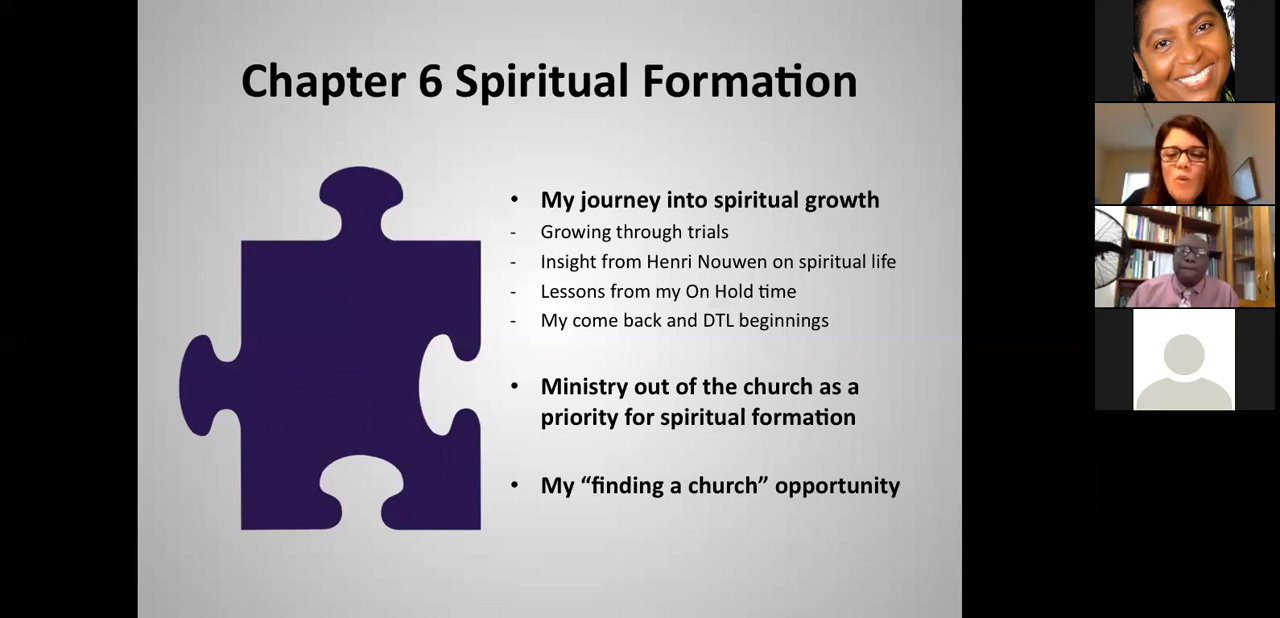 Chapter 6 Spiritual Formation
• My journey into spiritual growth
- Growing through trials
- Insight from Henri Nouwen on spiritual life
- Lessons from my On Hold time
- My come back and DTL beginnings
• Ministry out of the church as a
priority for spiritual formation
• My “finding a church” opportunity